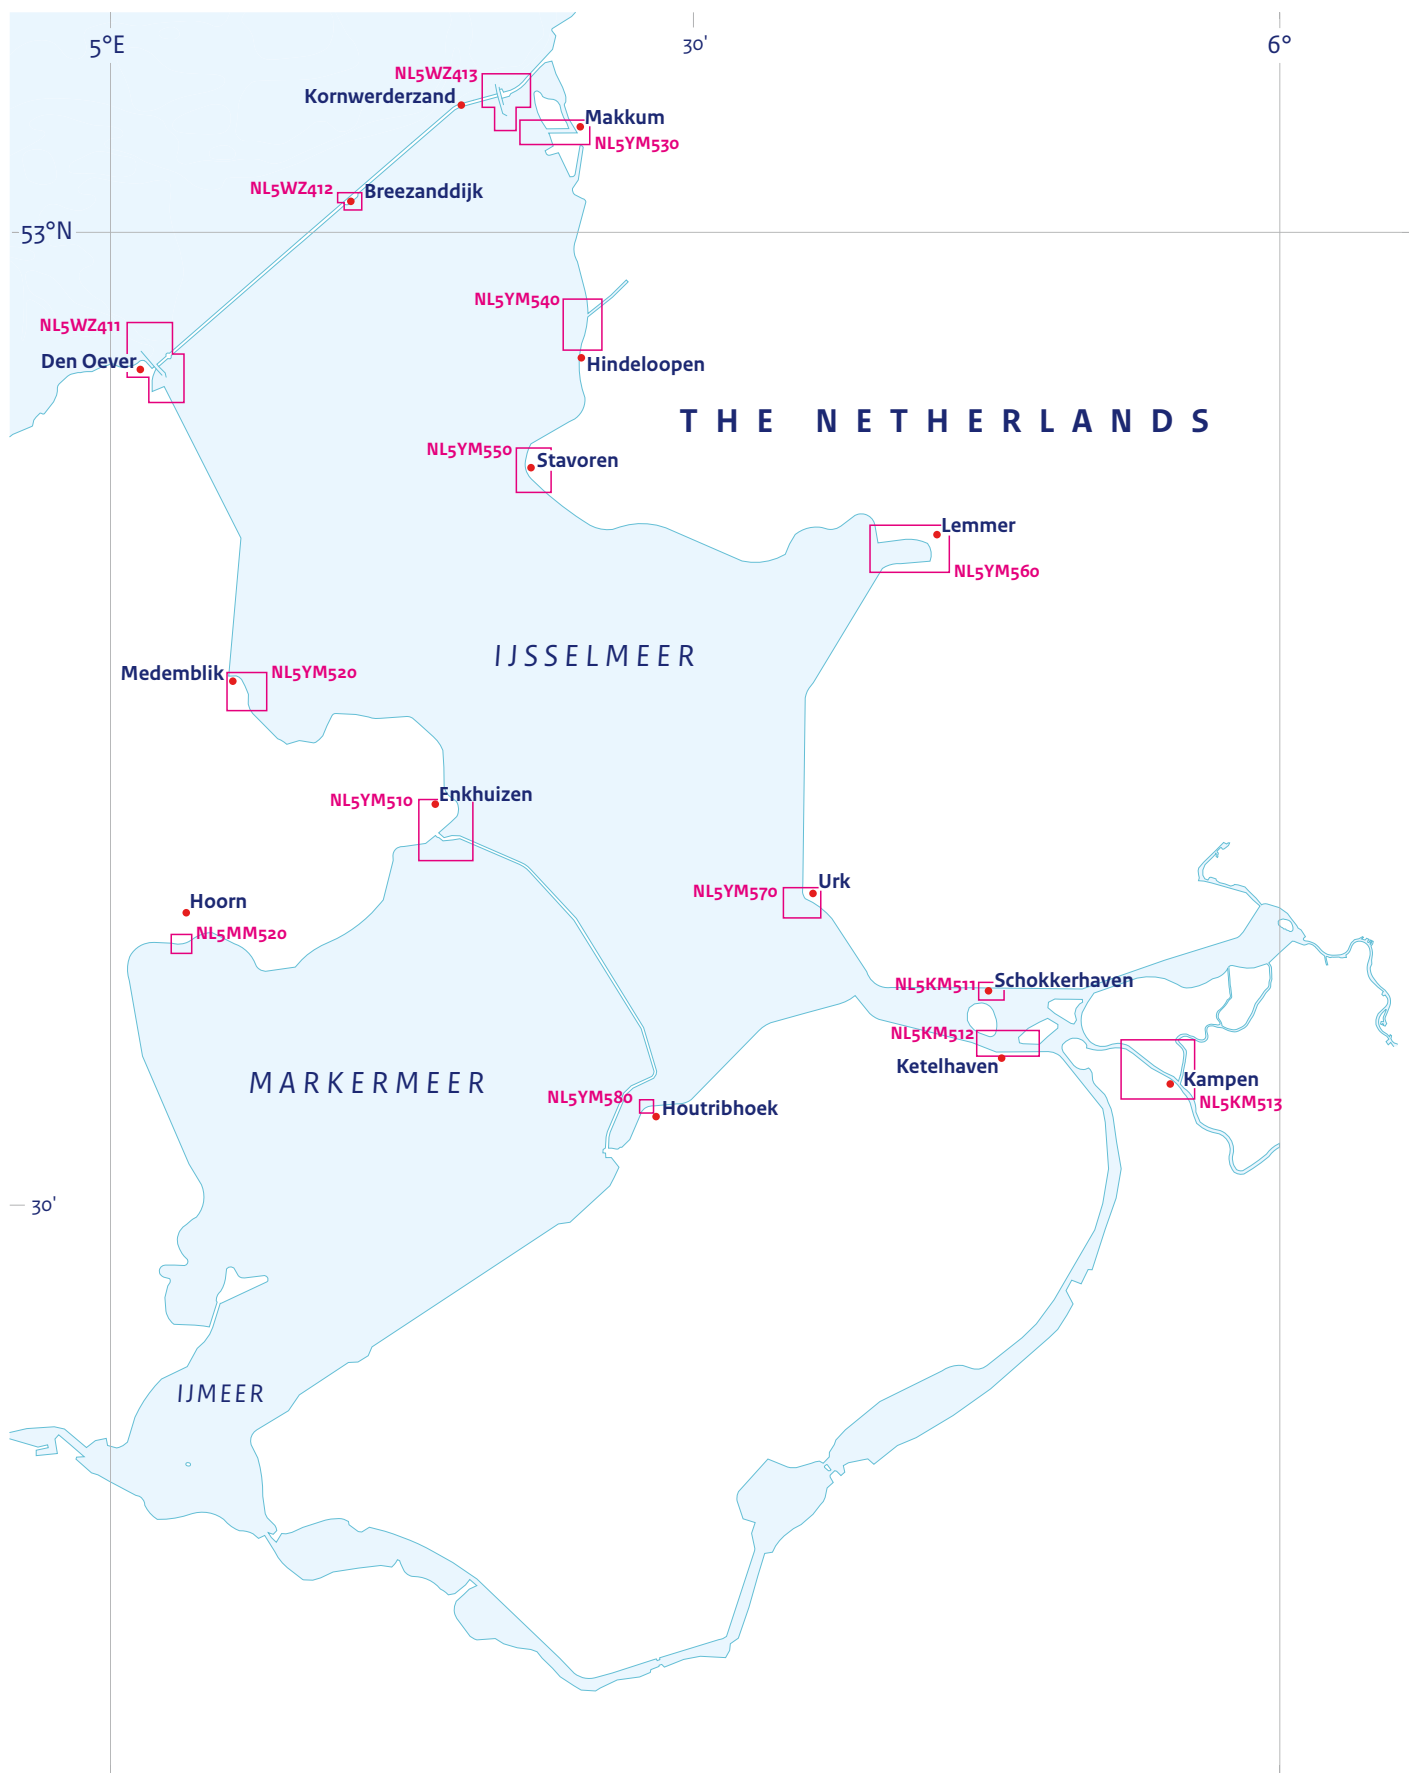 5°E
30'
6°
NL5WZ413
Kornwerderzand
Makkum
NL5YM530
NL5WZ412
Breezanddijk
53°N
NL5YM540
NL5WZ411
Den Oever
Hindeloopen
THE NETHERLANDS
NL5YM550
Stavoren
Lemmer
NL5YM560
IJSSELMEER
Medemblik
NL5YM520
NL5YM510
Enkhuizen
Urk
NL5YM570
Hoorn
NL5MM520
NL5KM511
Schokkerhaven
NL5KM512
Ketelhaven
MARKERMEER
Kampen
NL5KM513
NL5YM580
Houtribhoek
30'
IJMEER